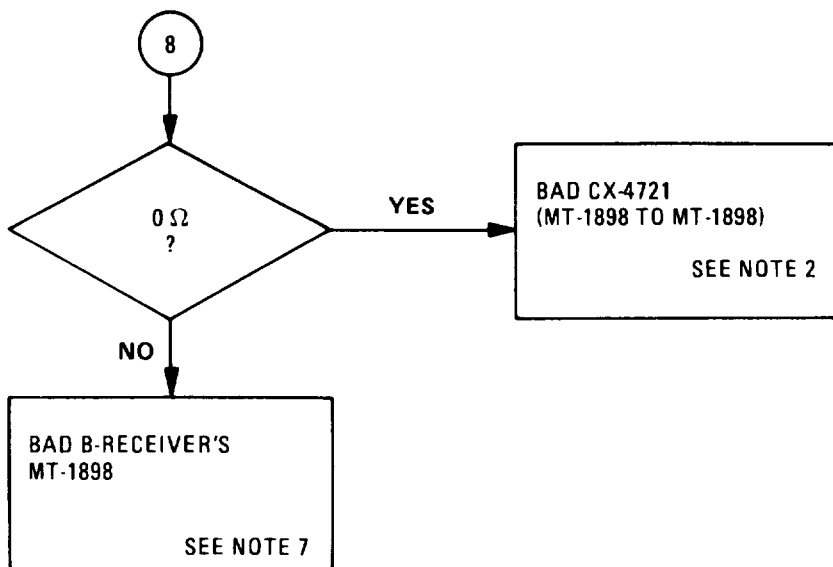 8
0 Ω
?
YES
BAD CX-4721
(MT-1898 TO MT-1898)
SEE NOTE 2
NO
BAD B-RECEIVER'S
MT-1898
SEE NOTE 7